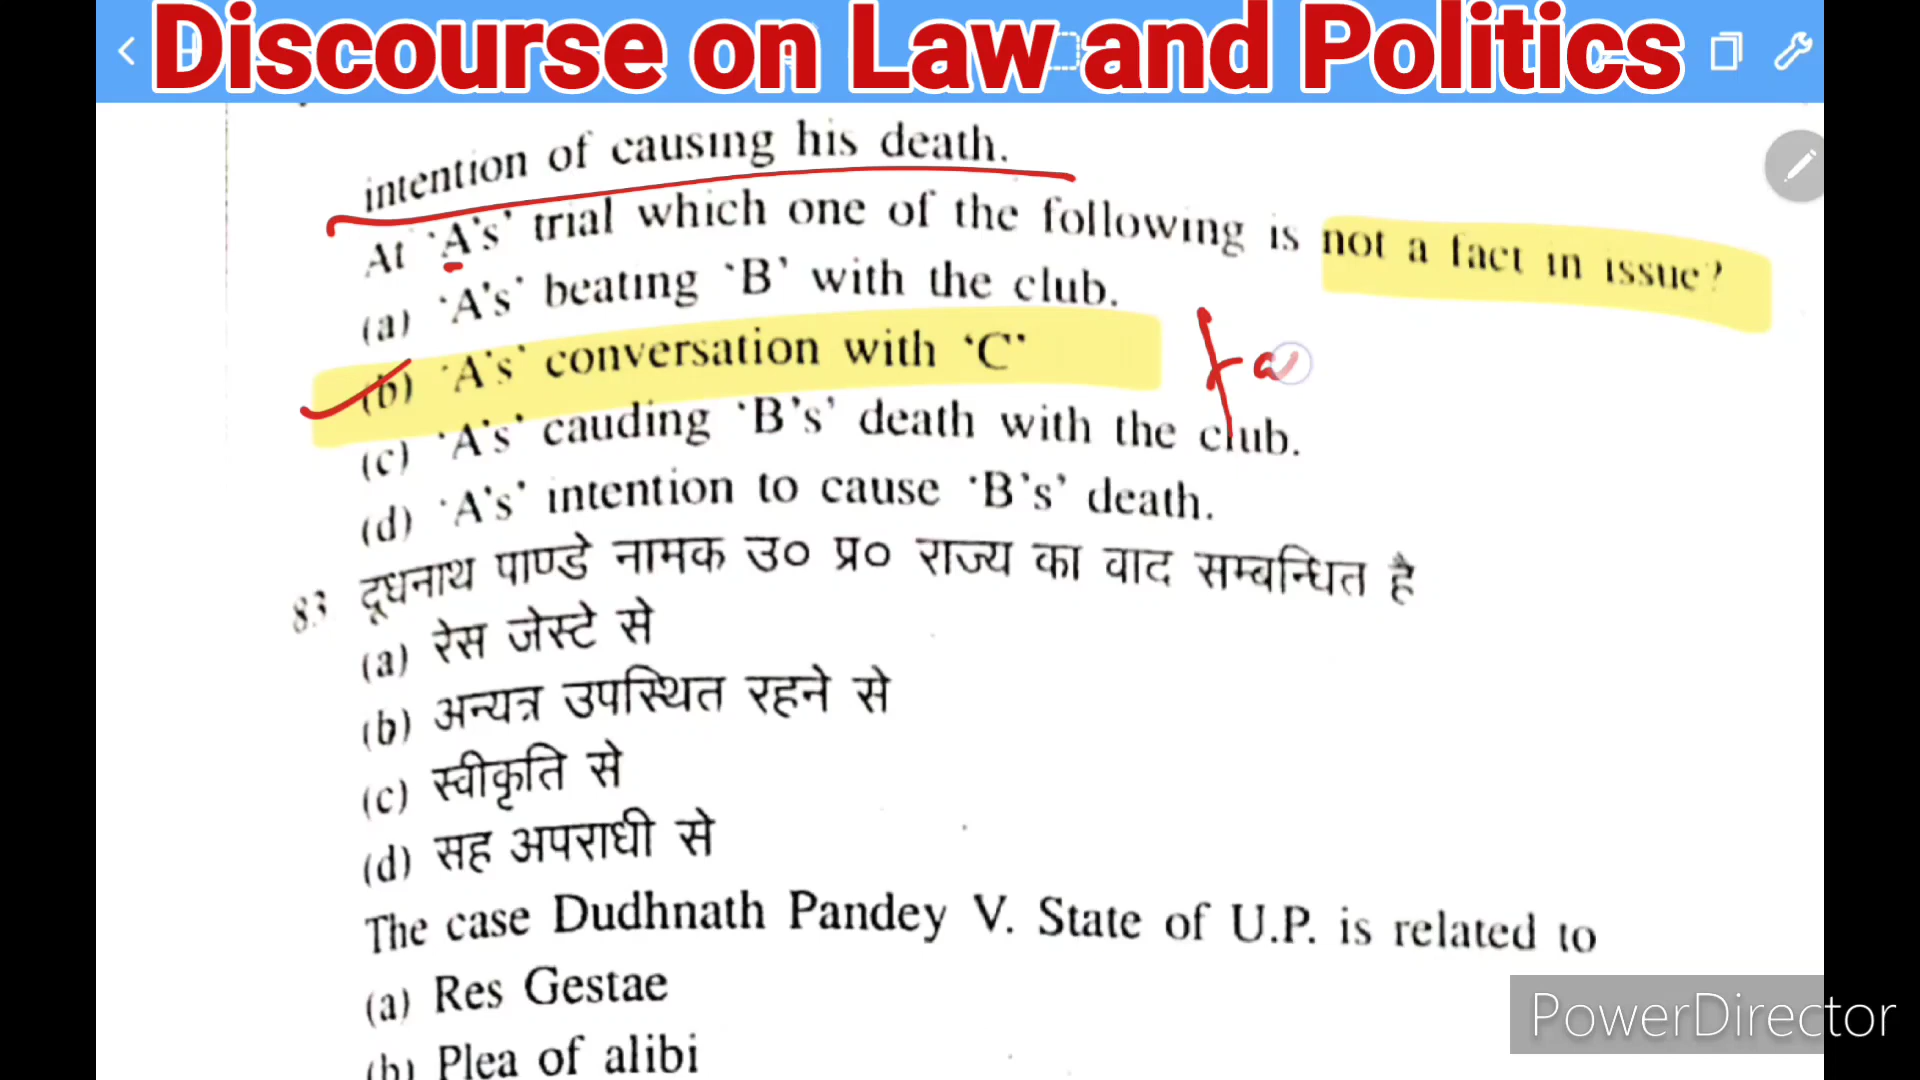 Discourse on Law and Politics
intention of causing his death.
At 'A's' trial which one of the following is not a fact in issue?
(a) 'A's' beating 'B' with the club.
(b) 'A's' conversation with 'C'
fa
(c) 'A's' cauding 'B's' death with the club.
(d) 'A's' intention to cause 'B's' death.
83 दूधनाथ पाण्डे नामक उ० प्र० राज्य का वाद सम्बन्धित है
(a) रेस जेस्टे से
(b) अन्यत्र उपस्थित रहने से
(c) स्वीकृति से
(d) सह अपराधी से
The case Dudhnath Pandey V. State of U.P. is related to
(a) Res Gestae
(b) Plea of alibi
PowerDirector